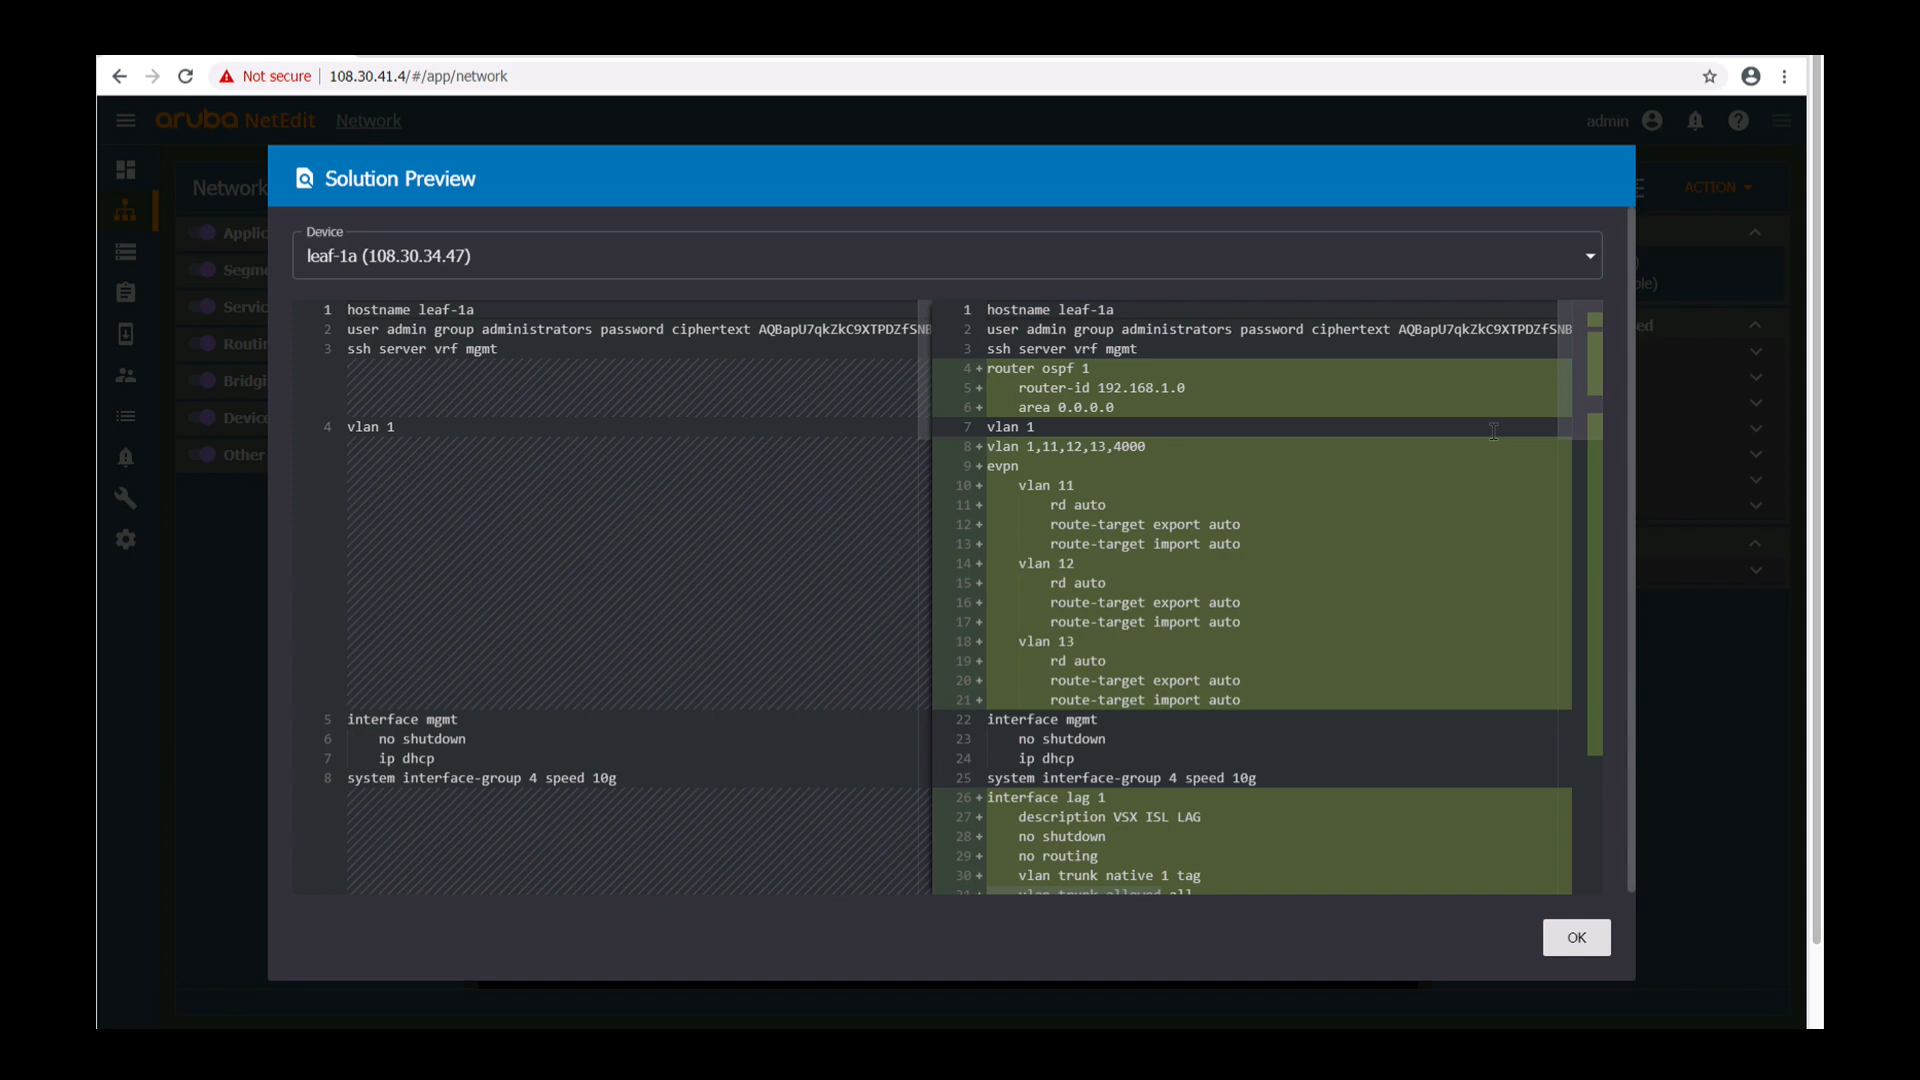 Not secure
108.30.41.4/#/app/network
aruba NetEdit
Network
admin
Network
ACTION
Solution Preview
Applic
Segme
Servic
Routin
Bridgi
Device
Other
Device
leaf-1a (108.30.34.47)
1 hostname leaf-1a
2 user admin group administrators password ciphertext AQBapU7qkZkC9XTPDZfSNB
3 ssh server vrf mgmt
4 vlan 1
5 interface mgmt
6 no shutdown
7 ip dhcp
8 system interface-group 4 speed 10g
1 hostname leaf-1a
2 user admin group administrators password ciphertext AQBapU7qkZkC9XTPDZfSNB
3 ssh server vrf mgmt
4 + router ospf 1
5 + router-id 192.168.1.0
6 + area 0.0.0.0
7 vlan 1
8 + vlan 1,11,12,13,4000
9 + evpn
10 + vlan 11
11 + rd auto
12 + route-target export auto
13 + route-target import auto
14 + vlan 12
15 + rd auto
16 + route-target export auto
17 + route-target import auto
18 + vlan 13
19 + rd auto
20 + route-target export auto
21 + route-target import auto
22 interface mgmt
23 no shutdown
24 ip dhcp
25 system interface-group 4 speed 10g
26 + interface lag 1
27 + description VSX ISL LAG
28 + no shutdown
29 + no routing
30 + vlan trunk native 1 tag
31 + vlan trunk allowed all
OK